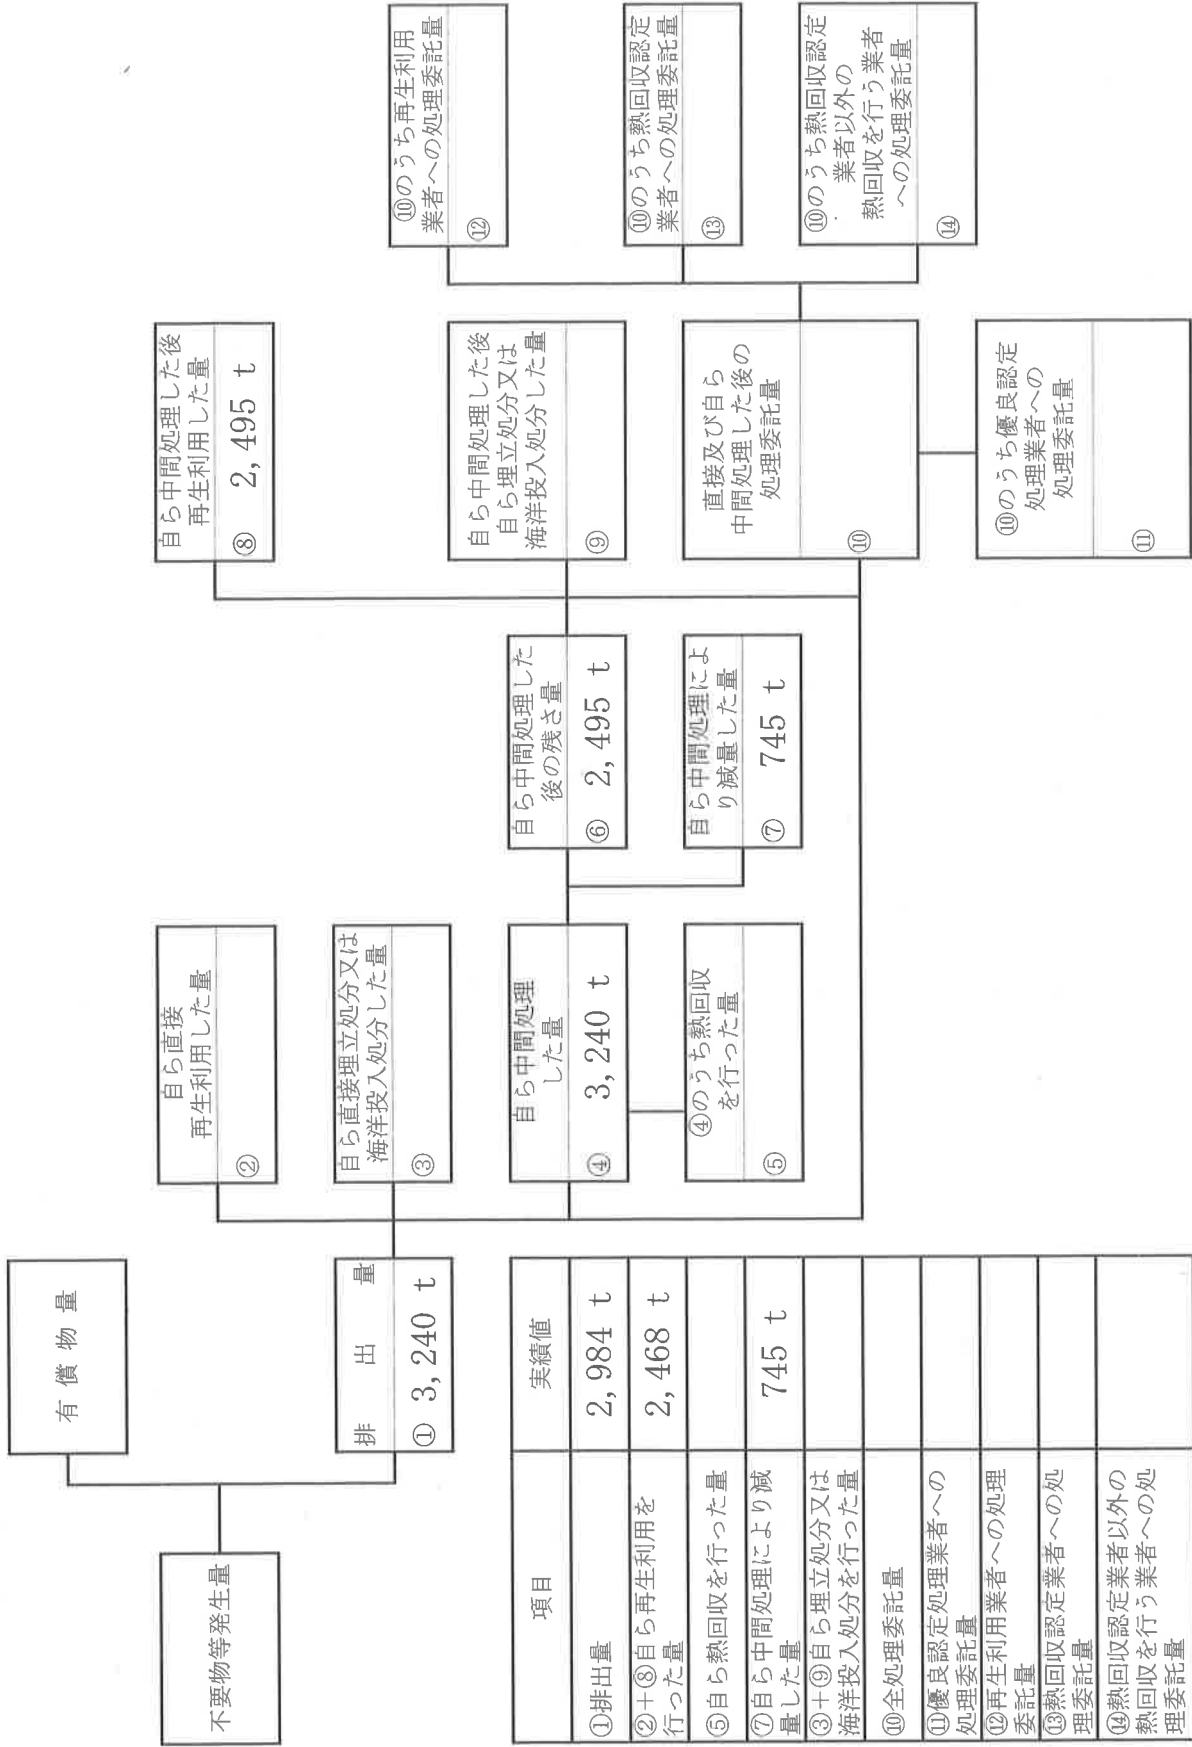 有償物量
不要物等発生量
排出量
① 3,240 t
自ら直接
再生利用した量
②
自ら直接埋立処分又は
海洋投入処分した量
③
自ら中間処理
した量
④ 3,240 t
④のうち熱回収
を行った量
⑤
自ら中間処理した
後の残さ量
⑥ 2,495 t
自ら中間処理によ
り減量した量
⑦ 745 t
自ら中間処理した後
再生利用した量
⑧ 2,495 t
自ら中間処理した後
自ら埋立処分又は
海洋投入処分した量
⑨
直接及び自ら
中間処理した後の
処理委託量
⑩
⑩のうち優良認定
処理業者への
処理委託量
⑪
⑩のうち再生利用
業者への処理委託量
⑫
⑩のうち熱回収認定
業者への処理委託量
⑬
⑩のうち熱回収認定
業者以外の
熱回収を行う業者
への処理委託量
⑭
項目 実績値
①排出量 2,984 t
②+⑧自ら再生利用を
行った量 2,468 t
⑤自ら熱回収を行った量
⑦自ら中間処理により減
量した量 745 t
③+⑨自ら埋立処分又は
海洋投入処分を行った量
⑩全処理委託量
⑪優良認定処理業者への
処理委託量
⑫再生利用業者への処理
委託量
⑬熱回収認定業者への処
理委託量
⑭熱回収認定業者以外の
熱回収を行う業者への処
理委託量